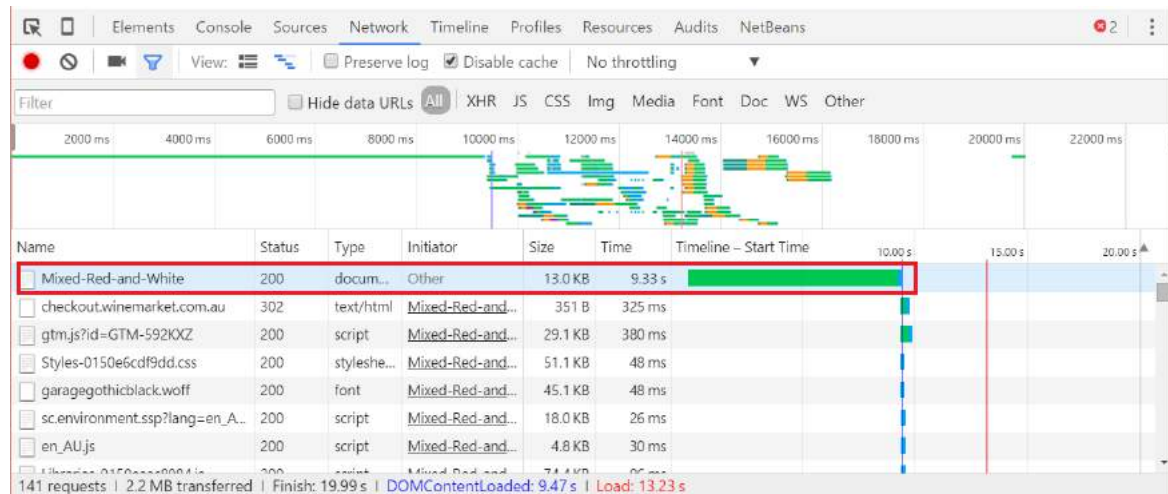 Elements Console Sources Network Timeline Profiles Resources Audits NetBeans 2
View: Preserve log Disable cache No throttling
Filter Hide data URLs All XHR JS CSS Img Media Font Doc WS Other
2000 ms 4000 ms 6000 ms 8000 ms 10000 ms 12000 ms 14000 ms 16000 ms 18000 ms 20000 ms 22000 ms
Name Status Type Initiator Size Time Timeline – Start Time 10.00 s 15.00 s 20.00 s
Mixed-Red-and-White 200 docum... Other 13.0 KB 9.33 s
checkout.winemarket.com.au 302 text/html Mixed-Red-and... 351 B 325 ms
gtm.js?id=GTM-592KXZ 200 script Mixed-Red-and... 29.1 KB 380 ms
Styles-0150e6cdf9dd.css 200 styleshe... Mixed-Red-and... 51.1 KB 48 ms
garagegothicblack.woff 200 font Mixed-Red-and... 45.1 KB 48 ms
sc.environment.ssp?lang=en_A... 200 script Mixed-Red-and... 18.0 KB 26 ms
en_AU.js 200 script Mixed-Red-and... 4.8 KB 30 ms
200 script Mixed-Red-and...
141 requests | 2.2 MB transferred | Finish: 19.99 s | DOMContentLoaded: 9.47 s | Load: 13.23 s